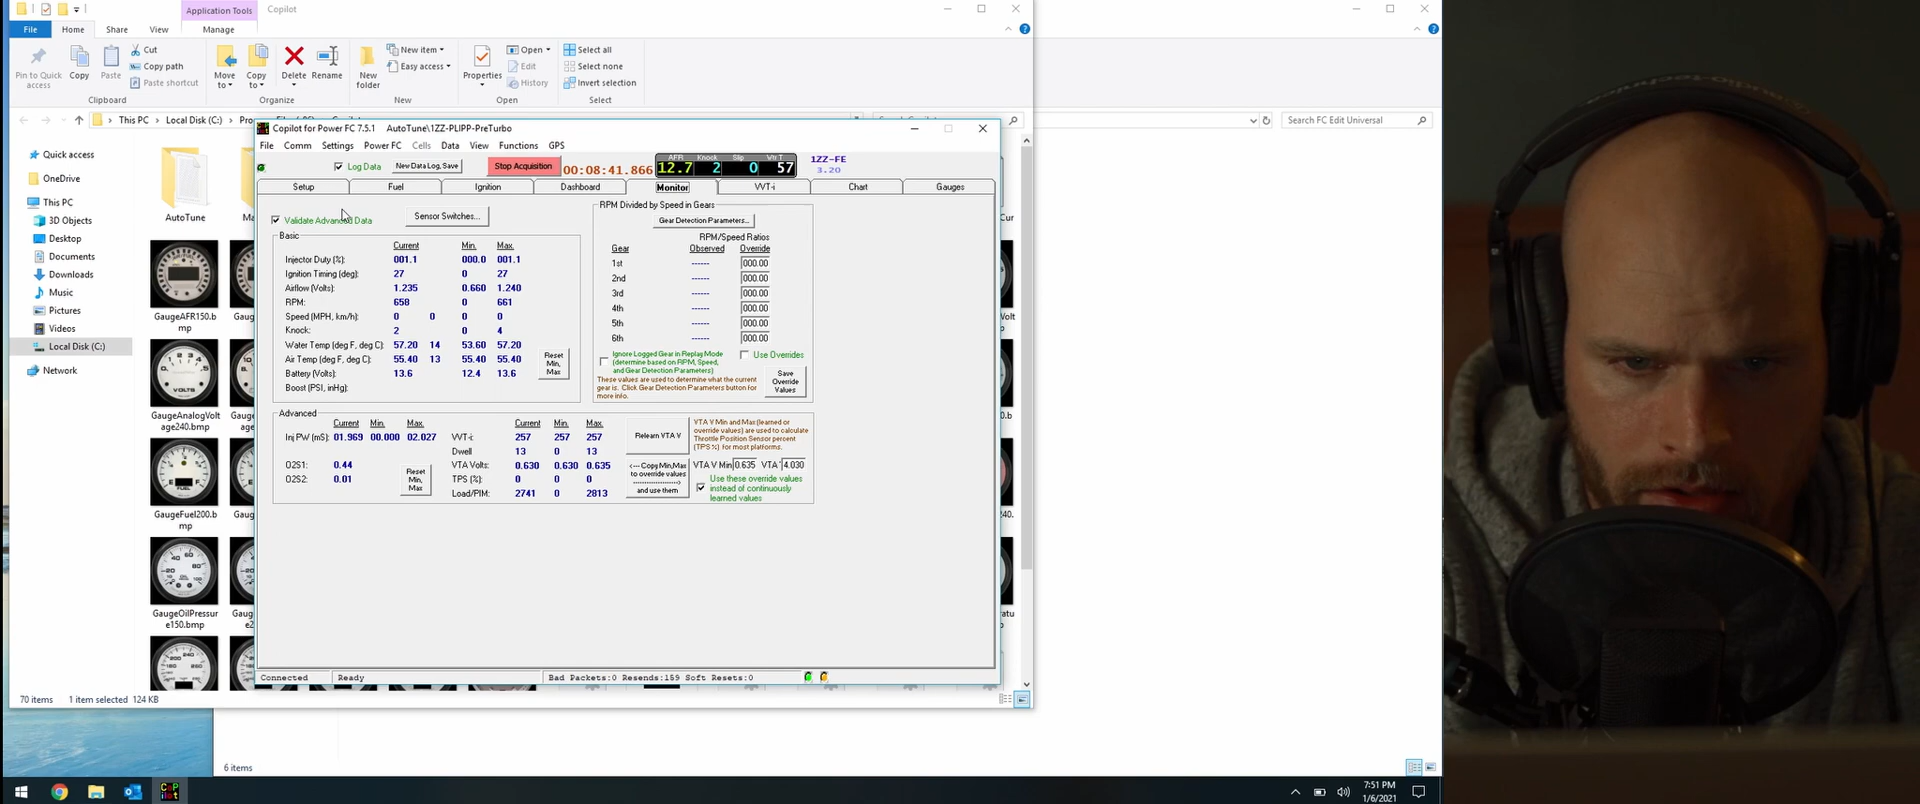 Application Tools
Copilot
File
Home
Share
View
Manage
Pin to Quick access
Copy
Paste
Cut
Copy path
Paste shortcut
Clipboard
Move to
Copy to
Delete
Rename
Organize
New folder
New item
Easy access
New
Properties
Open
Edit
History
Open
Select all
Select none
Invert selection
Select
This PC
Local Disk (C:)
Search FC Edit Universal
Quick access
OneDrive
This PC
3D Objects
Desktop
Documents
Downloads
Music
Pictures
Videos
Local Disk (C:)
Network
AutoTune
GaugeAFR150.b
mp
GaugeAnalogVolt
age240.bmp
GaugeFuel200.b
mp
GaugeOilPressur
e150.bmp
70 items
1 item selected 124 KB
6 items
Copilot for Power FC 7.5.1 AutoTune\1ZZ-PLIPP-PreTurbo
File Comm Settings Power FC Cells Data View Functions GPS
Log Data
New Data Log, Save
Stop Acquisition
00:08:41.866
AFR Knock Slip Wtr T
12.7 2 0 57
1ZZ-FE
3.20
Setup Fuel Ignition Dashboard Monitor VVT-i Chart Gauges
Validate Advanced Data
Sensor Switches...
Basic
Current Min. Max.
Injector Duty (%): 001.1 000.0 001.1
Ignition Timing (deg): 27 0 27
Airflow (Volts): 1.235 0.660 1.240
RPM: 658 0 661
Speed (MPH, km/h): 0 0 0 0
Knock: 2 0 4
Water Temp (deg F, deg C): 57.20 14 53.60 57.20
Air Temp (deg F, deg C): 55.40 13 55.40 55.40
Battery (Volts): 13.6 12.4 13.6
Boost (PSI, inHg):
Reset Min, Max
RPM Divided by Speed in Gears
Gear Detection Parameters...
RPM/Speed Ratios
Gear Observed Override
1st ------ 000.00
2nd ------ 000.00
3rd ------ 000.00
4th ------ 000.00
5th ------ 000.00
6th ------ 000.00
Ignore Logged Gear in Replay Mode
(determine based on RPM, Speed,
and Gear Detection Parameters)
Use Overrides
These values are used to determine what the current
gear is. Click Gear Detection Parameters button for
more info.
Save Override Values
Advanced
Current Min. Max.
Inj PW (mS): 01.969 00.000 02.027
O2S1: 0.44
O2S2: 0.01
Reset Min, Max
Current Min. Max.
VVT-i: 257 257 257
Dwell 13 0 13
VTA Volts: 0.630 0.630 0.635
TPS (%): 0 0 0
Load/PIM: 2741 0 2813
Relearn VTA V
VTA V Min and Max (learned or
override values) are used to calculate
Throttle Position Sensor percent
(TPS %) for most platforms.
<--- Copy Min,Max
to override values
and use them
VTA V Min 0.635 VTA 4.030
Use these override values
instead of continuously
learned values
Connected
Ready
Bad Packets:0 Resends:159 Soft Resets:0
7:51 PM
1/6/2021